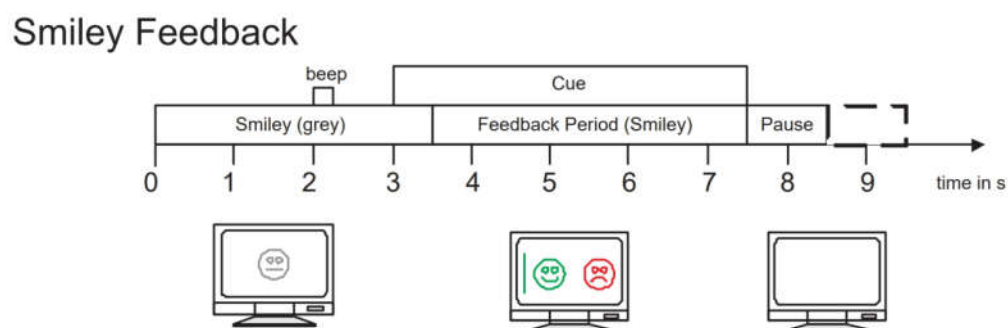 Smiley Feedback
beep
Cue
Smiley (grey) Feedback Period (Smiley) Pause
0 1 2 3 4 5 6 7 8 9 time in s